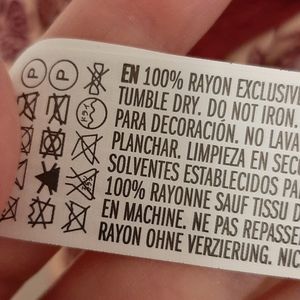 EN 100% RAYON EXCLUSIV
TUMBLE DRY. DO NOT IRON.
PARA DECORACIÓN. NO LAVA
PLANCHAR. LIMPIEZA EN SEC
SOLVENTES ESTABLECIDOS PA
100% RAYONNE SAUF TISSU D
EN MACHINE. NE PAS REPASSE
RAYON OHNE VERZIERUNG. NIC
P
P